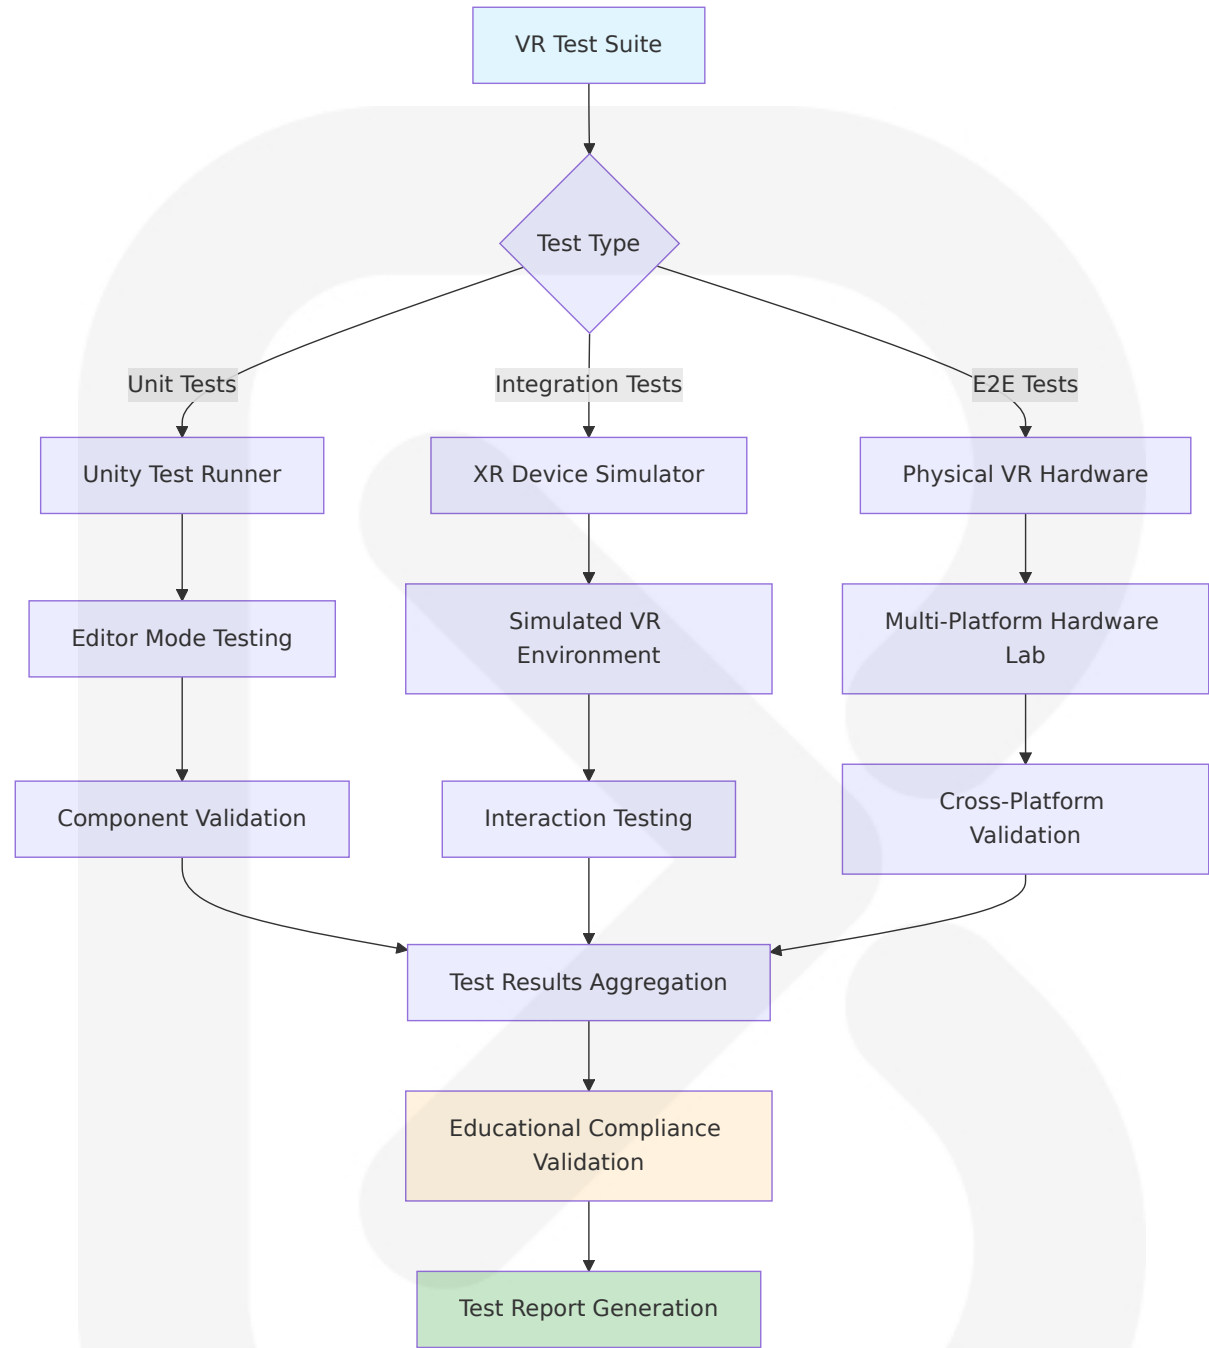 VR Test Suite
Test Type
Unit Tests
Integration Tests
E2E Tests
Unity Test Runner
XR Device Simulator
Physical VR Hardware
Editor Mode Testing
Simulated VR
Environment
Multi-Platform Hardware
Lab
Component Validation
Interaction Testing
Cross-Platform
Validation
Test Results Aggregation
Educational Compliance
Validation
Test Report Generation